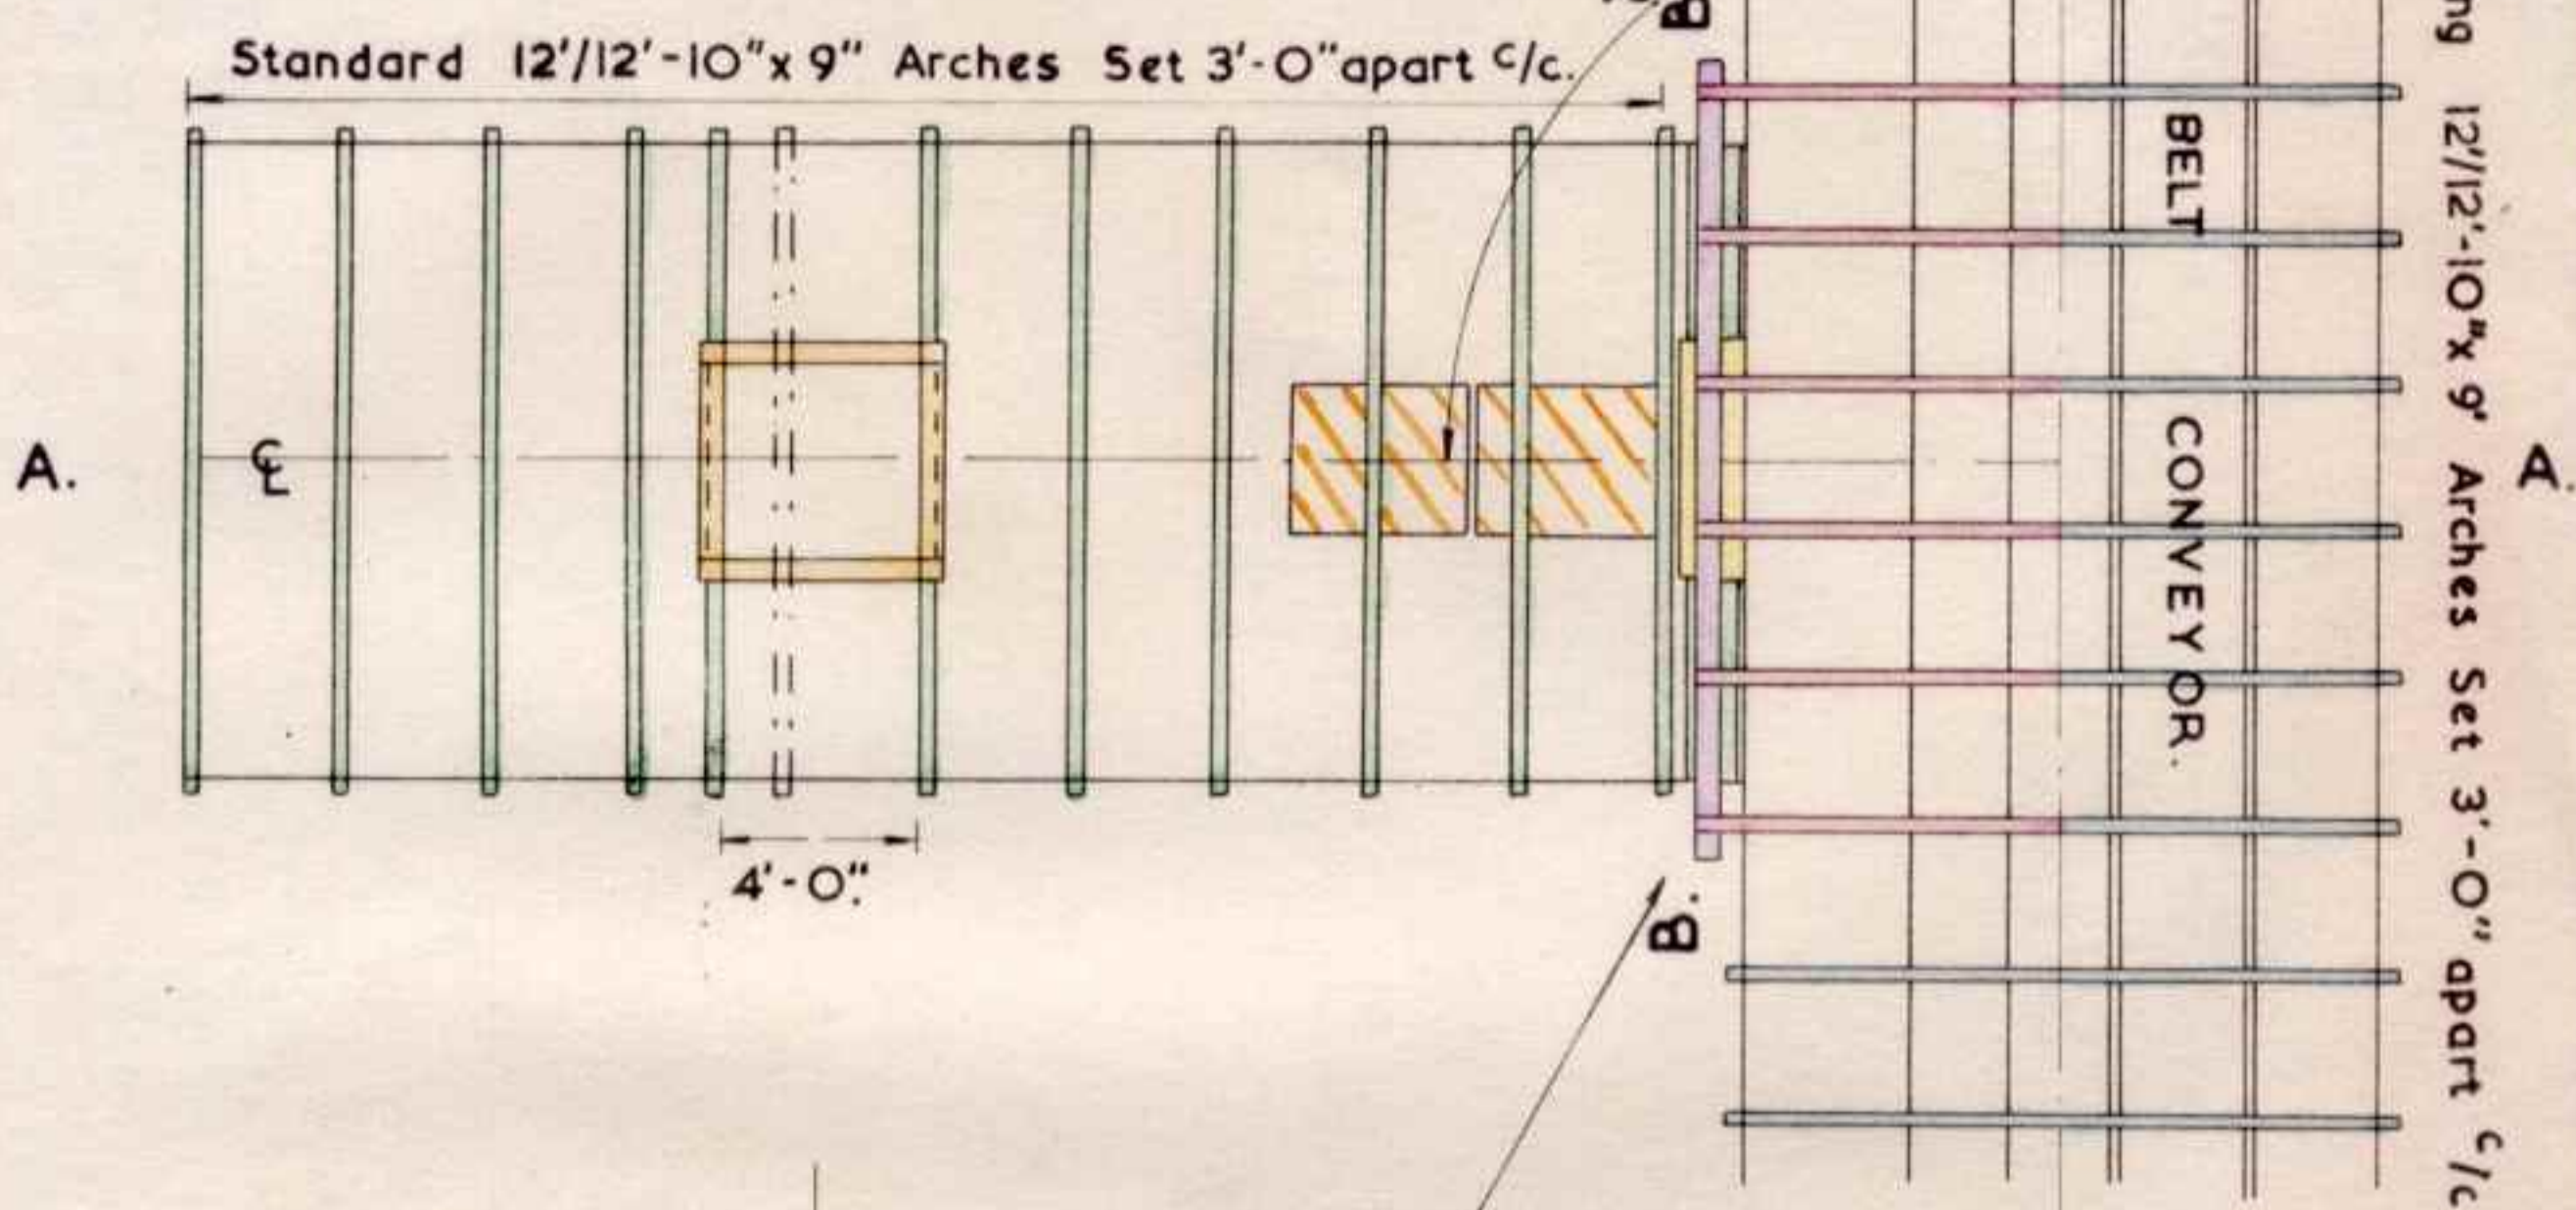 Standard 12'/12'-10"x 9" Arches Set 3'-0"apart c/c.
B
A.
℄
4'-0".
B.
BELT
CONVEYOR.
ng 12'/12'-10"x 9' Arches Set 3'-0" apart c/c
A.